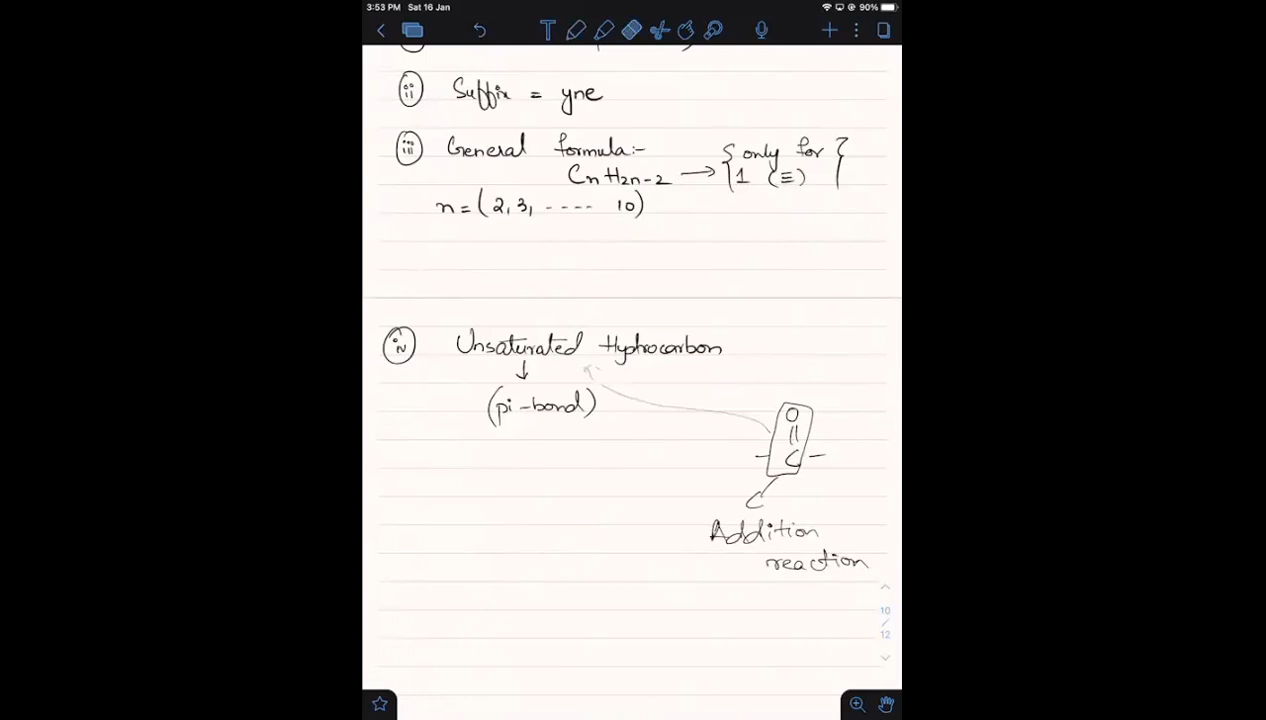 3:53 PM Sat 16 Jan
90%
(ii) Suffix = yne
(iii) General formula:-
CnH2n-2 → { only for }
{ 1 (≡) }
n = (2, 3, ---- 10)
(iv) Unsaturated Hydrocarbon
↓
(pi-bond)
O
||
- C -
Addition
reaction
10
/
12